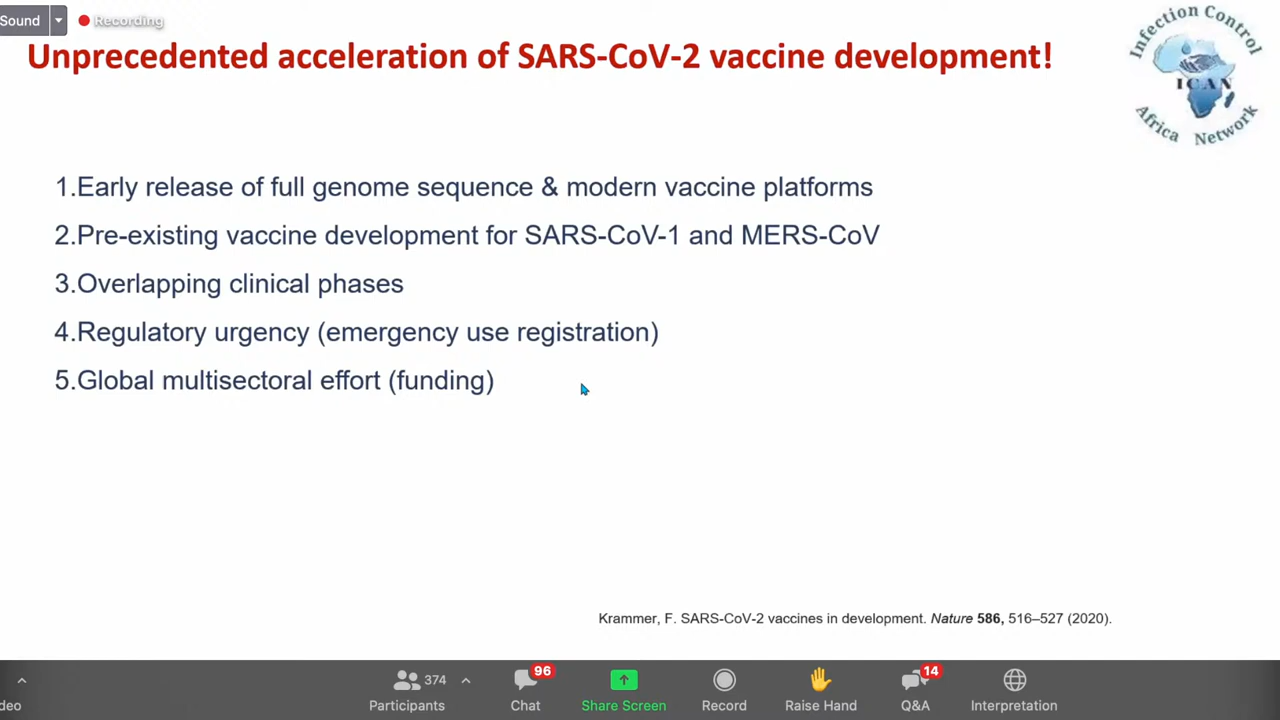 Sound
Recording
Unprecedented acceleration of SARS-CoV-2 vaccine development!
Infection Control
ICAN
Africa Network
1.Early release of full genome sequence & modern vaccine platforms
2.Pre-existing vaccine development for SARS-CoV-1 and MERS-CoV
3.Overlapping clinical phases
4.Regulatory urgency (emergency use registration)
5.Global multisectoral effort (funding)
Krammer, F. SARS-CoV-2 vaccines in development. Nature 586, 516–527 (2020).
374
96
14
deo
Participants
Chat
Share Screen
Record
Raise Hand
Q&A
Interpretation